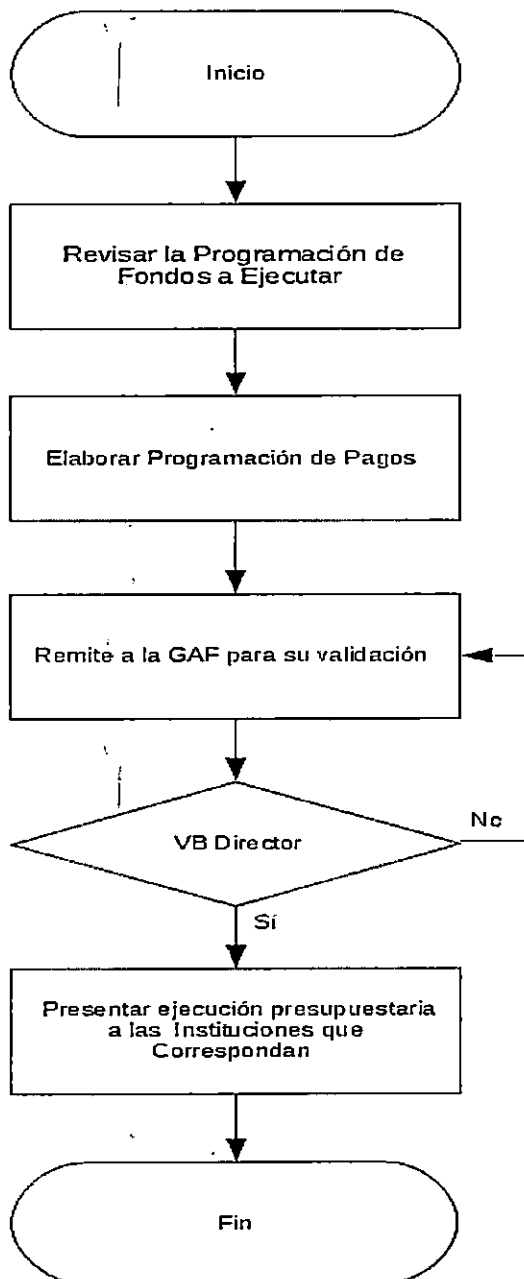 Inicio
Revisar la Programación de
Fondos a Ejecutar
Elaborar Programación de Pagos
Remite a la GAF para su validación
VB Director
No
Sí
Presentar ejecución presupuestaria
a las Instituciones que
Correspondan
Fin